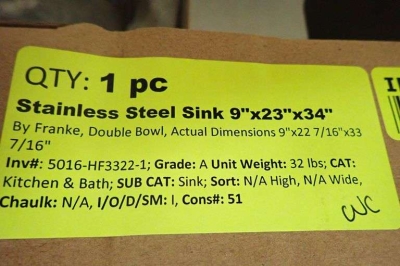 QTY: 1 pc
Stainless Steel Sink 9"x23"x34"
By Franke, Double Bowl, Actual Dimensions 9"x22 7/16"x33
7/16"
Inv#: 5016-HF3322-1; Grade: A Unit Weight: 32 lbs; CAT:
Kitchen & Bath; SUB CAT: Sink; Sort: N/A High, N/A Wide,
Chaulk: N/A, I/O/D/SM: I, Cons#: 51